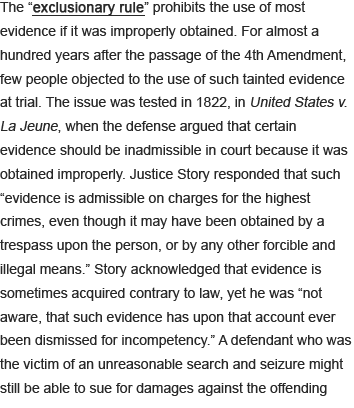 The “exclusionary rule” prohibits the use of most
evidence if it was improperly obtained. For almost a
hundred years after the passage of the 4th Amendment,
few people objected to the use of such tainted evidence
at trial. The issue was tested in 1822, in United States v.
La Jeune, when the defense argued that certain
evidence should be inadmissible in court because it was
obtained improperly. Justice Story responded that such
“evidence is admissible on charges for the highest
crimes, even though it may have been obtained by a
trespass upon the person, or by any other forcible and
illegal means.” Story acknowledged that evidence is
sometimes acquired contrary to law, yet he was “not
aware, that such evidence has upon that account ever
been dismissed for incompetency.” A defendant who was
the victim of an unreasonable search and seizure might
still be able to sue for damages against the offending